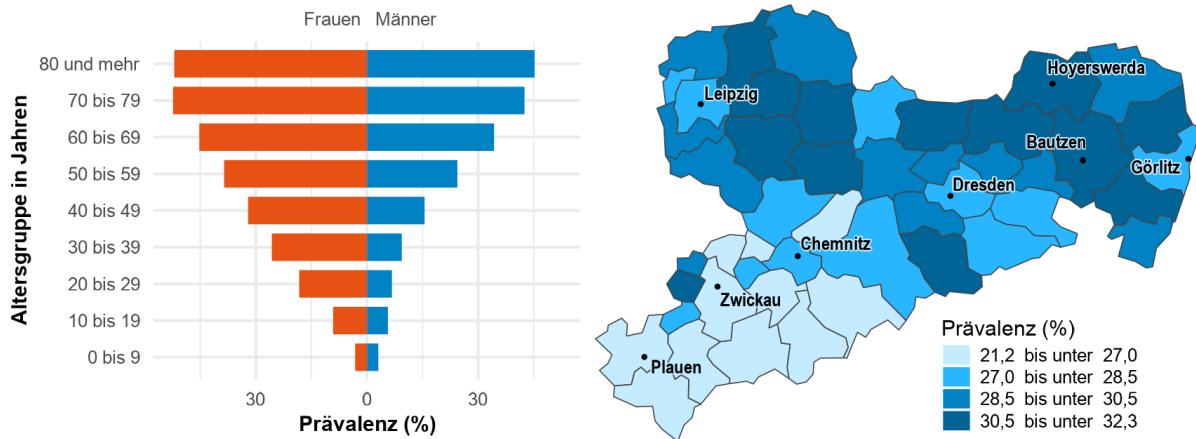 Frauen Männer
Altersgruppe in Jahren
80 und mehr
70 bis 79
60 bis 69
50 bis 59
40 bis 49
30 bis 39
20 bis 29
10 bis 19
0 bis 9
30 0 30
Prävalenz (%)
Hoyerswerda
Leipzig
Bautzen
Görlitz
Dresden
Chemnitz
Zwickau
Plauen
Prävalenz (%)
21,2 bis unter 27,0
27,0 bis unter 28,5
28,5 bis unter 30,5
30,5 bis unter 32,3